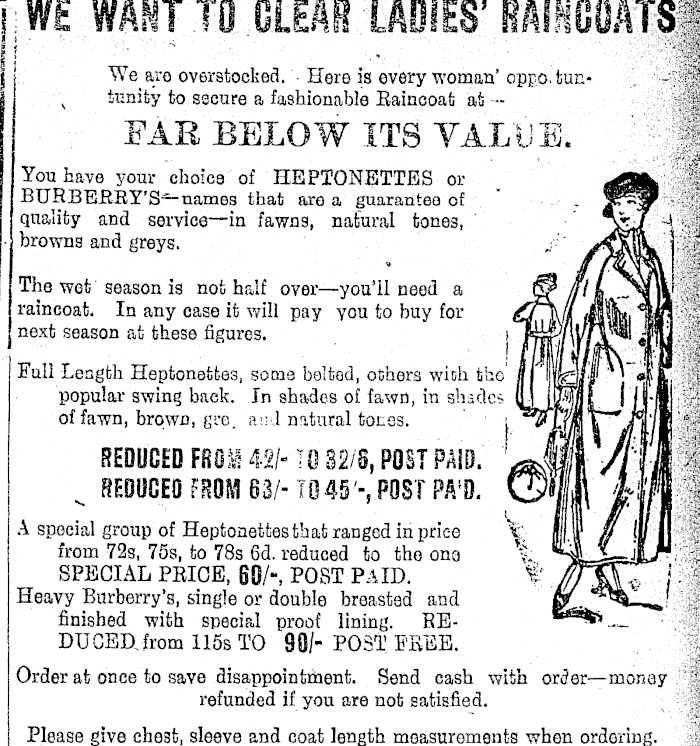 WE WANT TO CLEAR LADIES' RAINCOATS
We are overstocked. Here is every woman' oppo.tun-
tunity to secure a fashionable Raincoat at —
FAR BELOW ITS VALUE.
You have your choice of HEPTONETTES or
BURBERRY'S—names that are a guarantee of
quality and service—in fawns, natural tones,
browns and greys.
The wet season is not half over—you'll need a
raincoat. In any case it will pay you to buy for
next season at these figures.
Full Length Heptonettes, some belted, others with the
popular swing back. In shades of fawn, in shades
of fawn, brown, gre, and natural tones.
REDUCED FROM 42/- TO 32/6, POST PAID.
REDUCED FROM 63/- TO 45'-, POST PA'D.
A special group of Heptonettes that ranged in price
from 72s, 75s, to 78s 6d. reduced to the one
SPECIAL PRICE, 60/-, POST PAID.
Heavy Burberry's, single or double breasted and
finished with special proof lining. RE-
DUCED from 115s TO 90/- POST FREE.
Order at once to save disappointment. Send cash with order—money
refunded if you are not satisfied.
Please give chest, sleeve and coat length measurements when ordering.